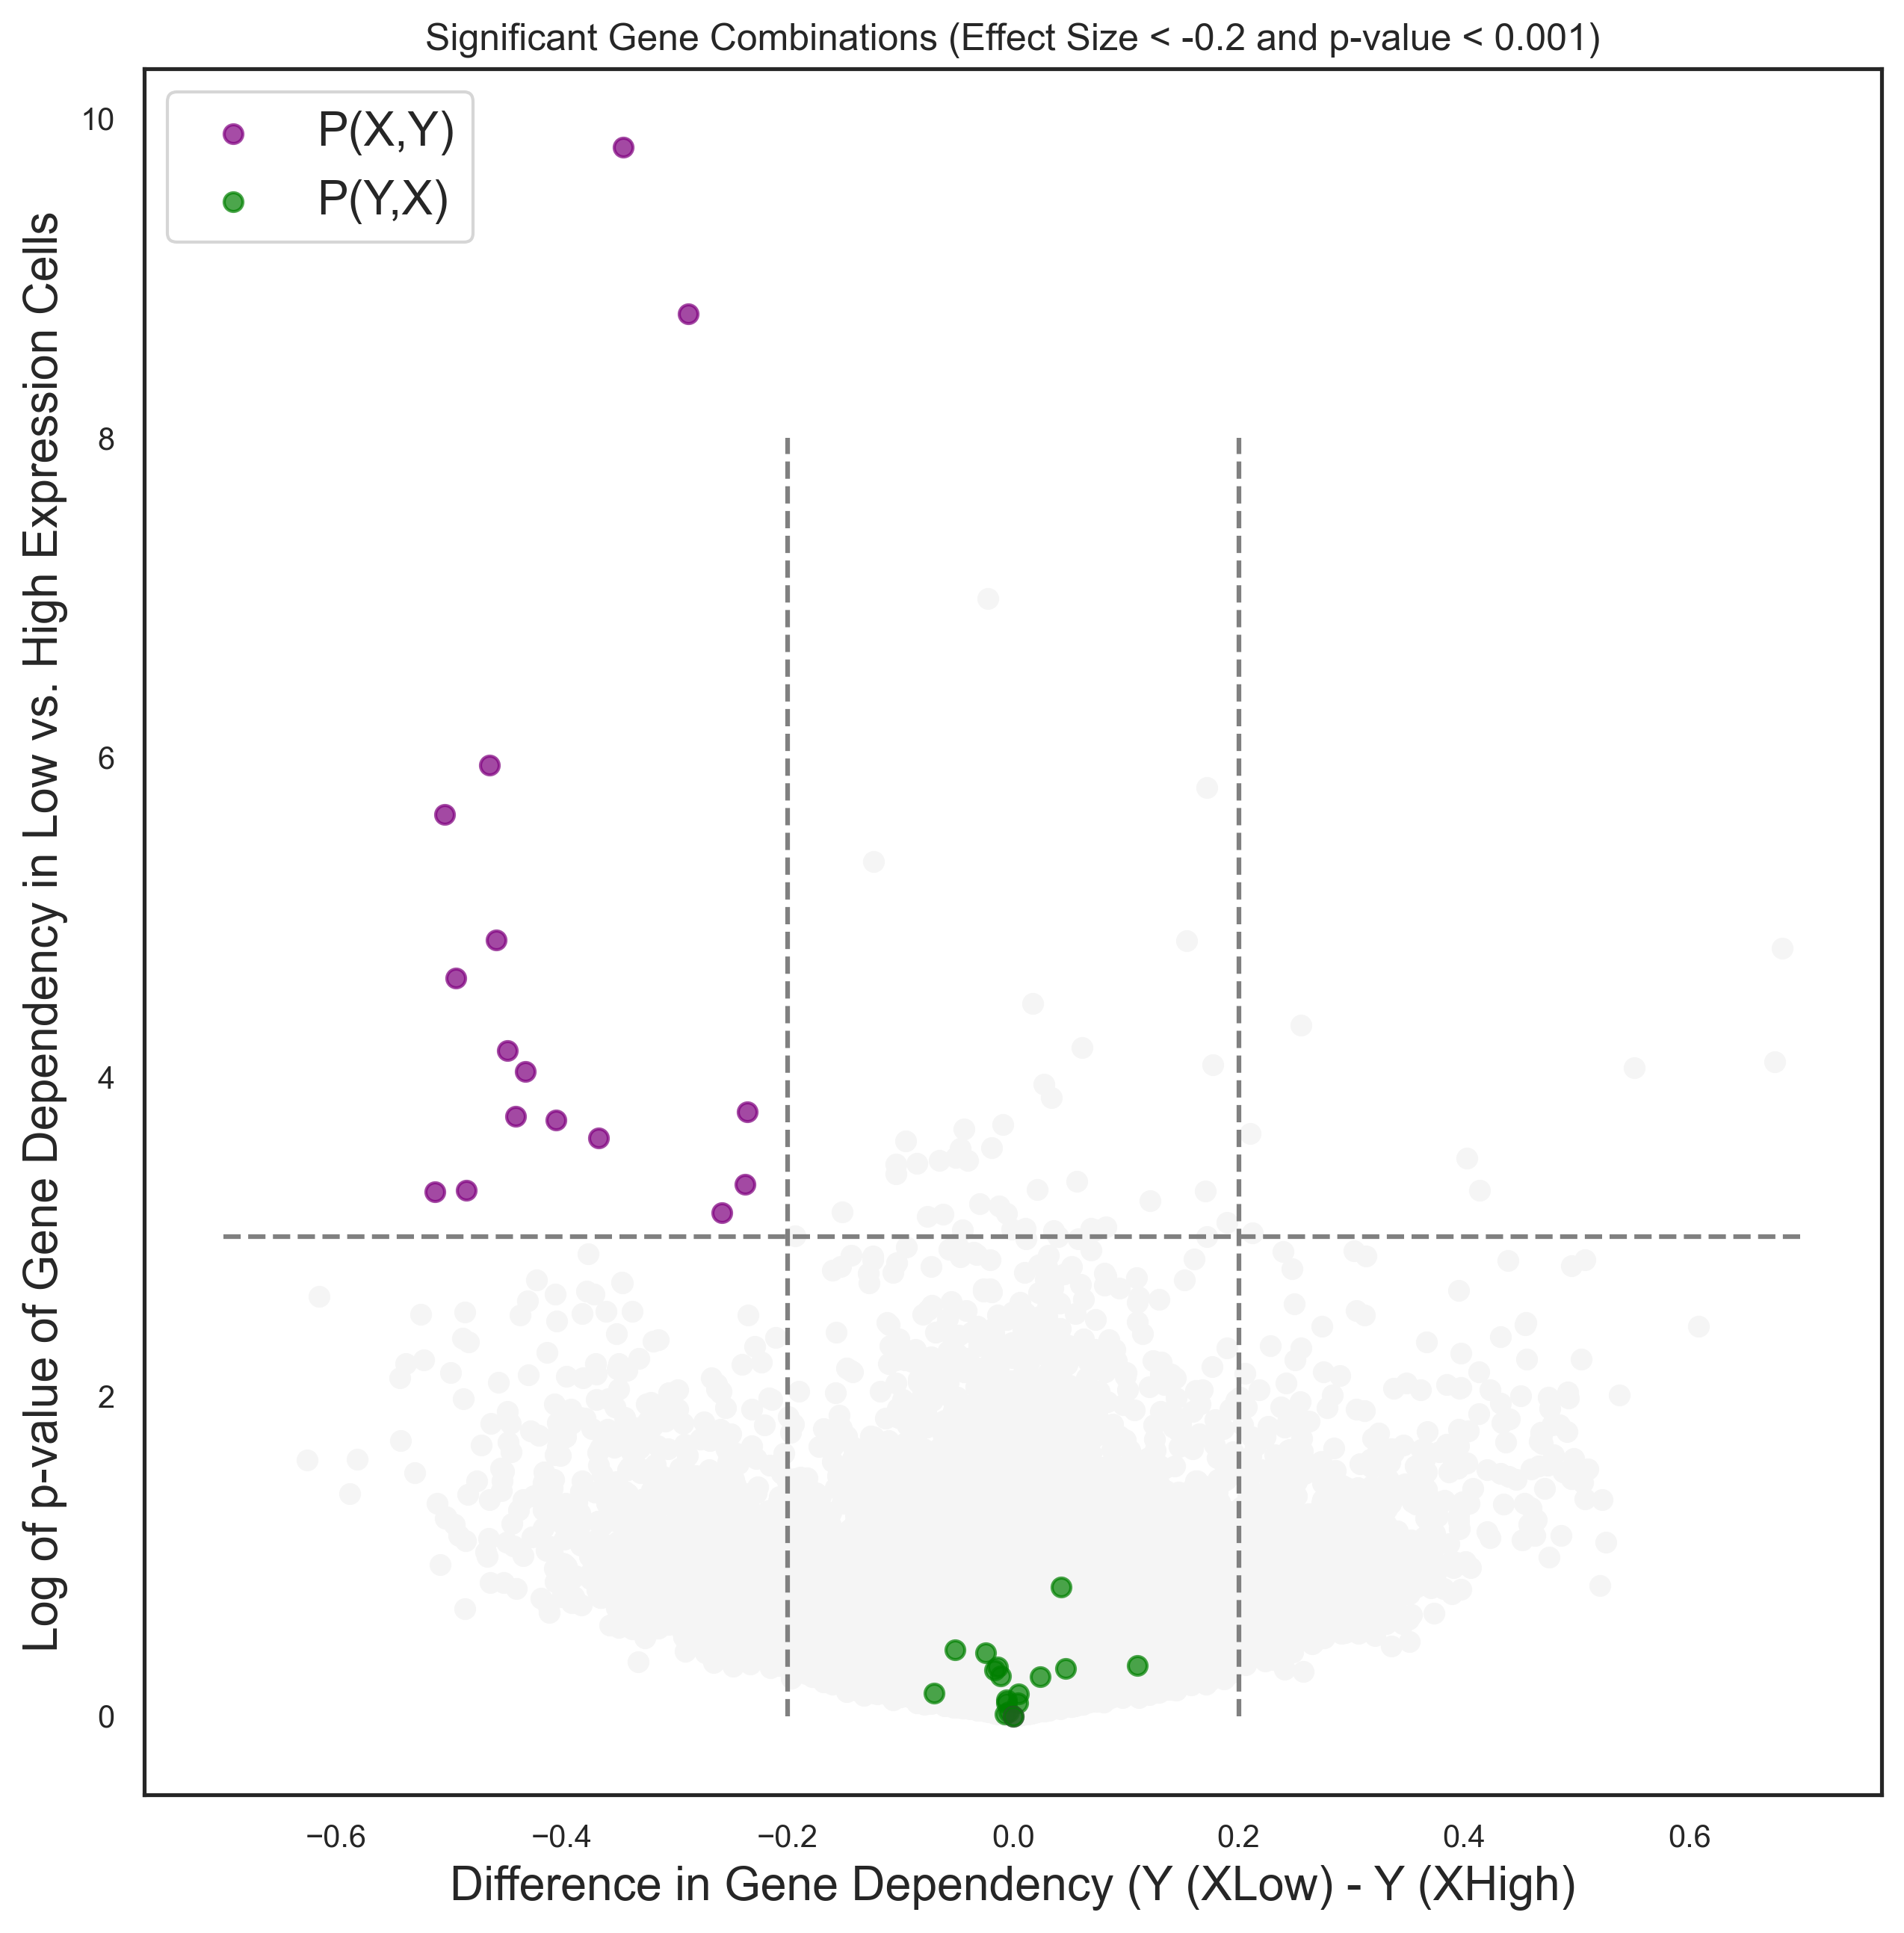 Significant Gene Combinations (Effect Size < -0.2 and p-value < 0.001)
P(X,Y)
P(Y,X)
Log of p-value of Gene Dependency in Low vs. High Expression Cells
10
8
6
4
2
0
−0.6
−0.4
−0.2
0.0
0.2
0.4
0.6
Difference in Gene Dependency (Y (XLow) - Y (XHigh)